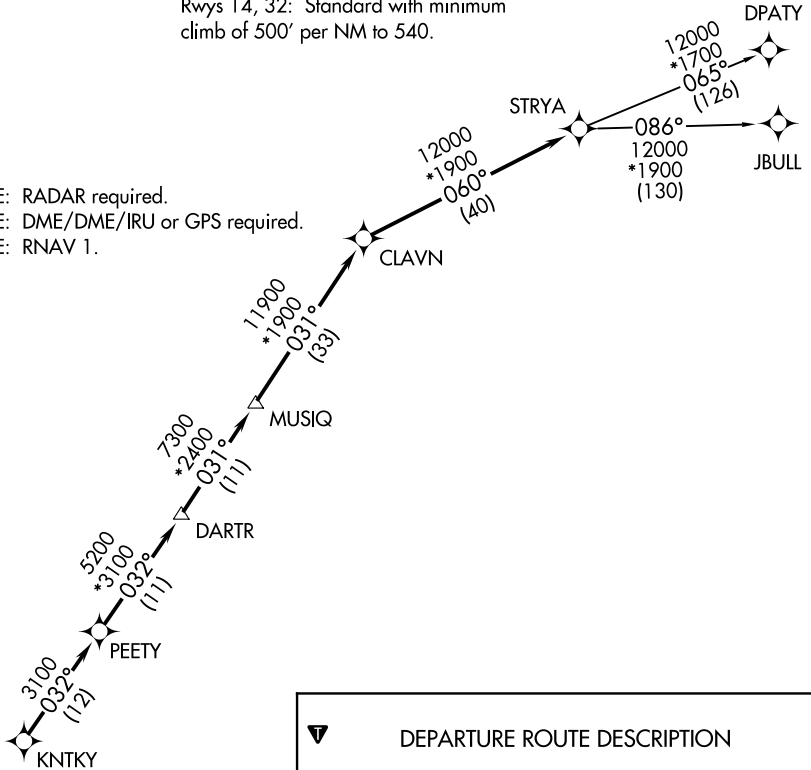 Rwys 14, 32: Standard with minimum
climb of 500' per NM to 540.
DPATY
12000
*1700
065°
(126)
STRYA
086°
12000
*1900
(130)
JBULL
12000
*1900
060°
(40)
E: RADAR required.
E: DME/DME/IRU or GPS required.
E: RNAV 1.
CLAVN
11900
*1900
031°
(33)
MUSIQ
7300
*2400
031°
(11)
DARTR
5200
*3100
032°
(11)
PEETY
3100
032°
(12)
KNTKY
T
DEPARTURE ROUTE DESCRIPTION